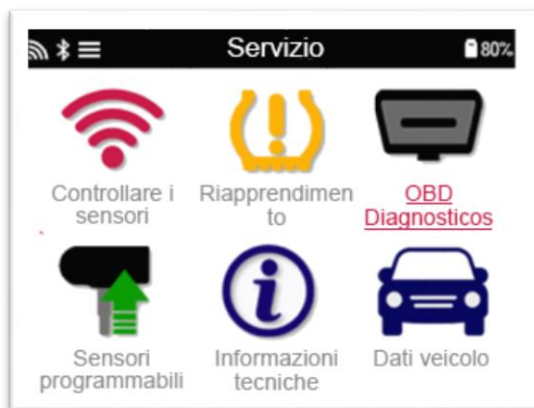 Servizio
80%
Controllare i
sensori
Riapprendimen
to
OBD
Diagnosticos
Sensori
programmabili
Informazioni
tecniche
Dati veicolo